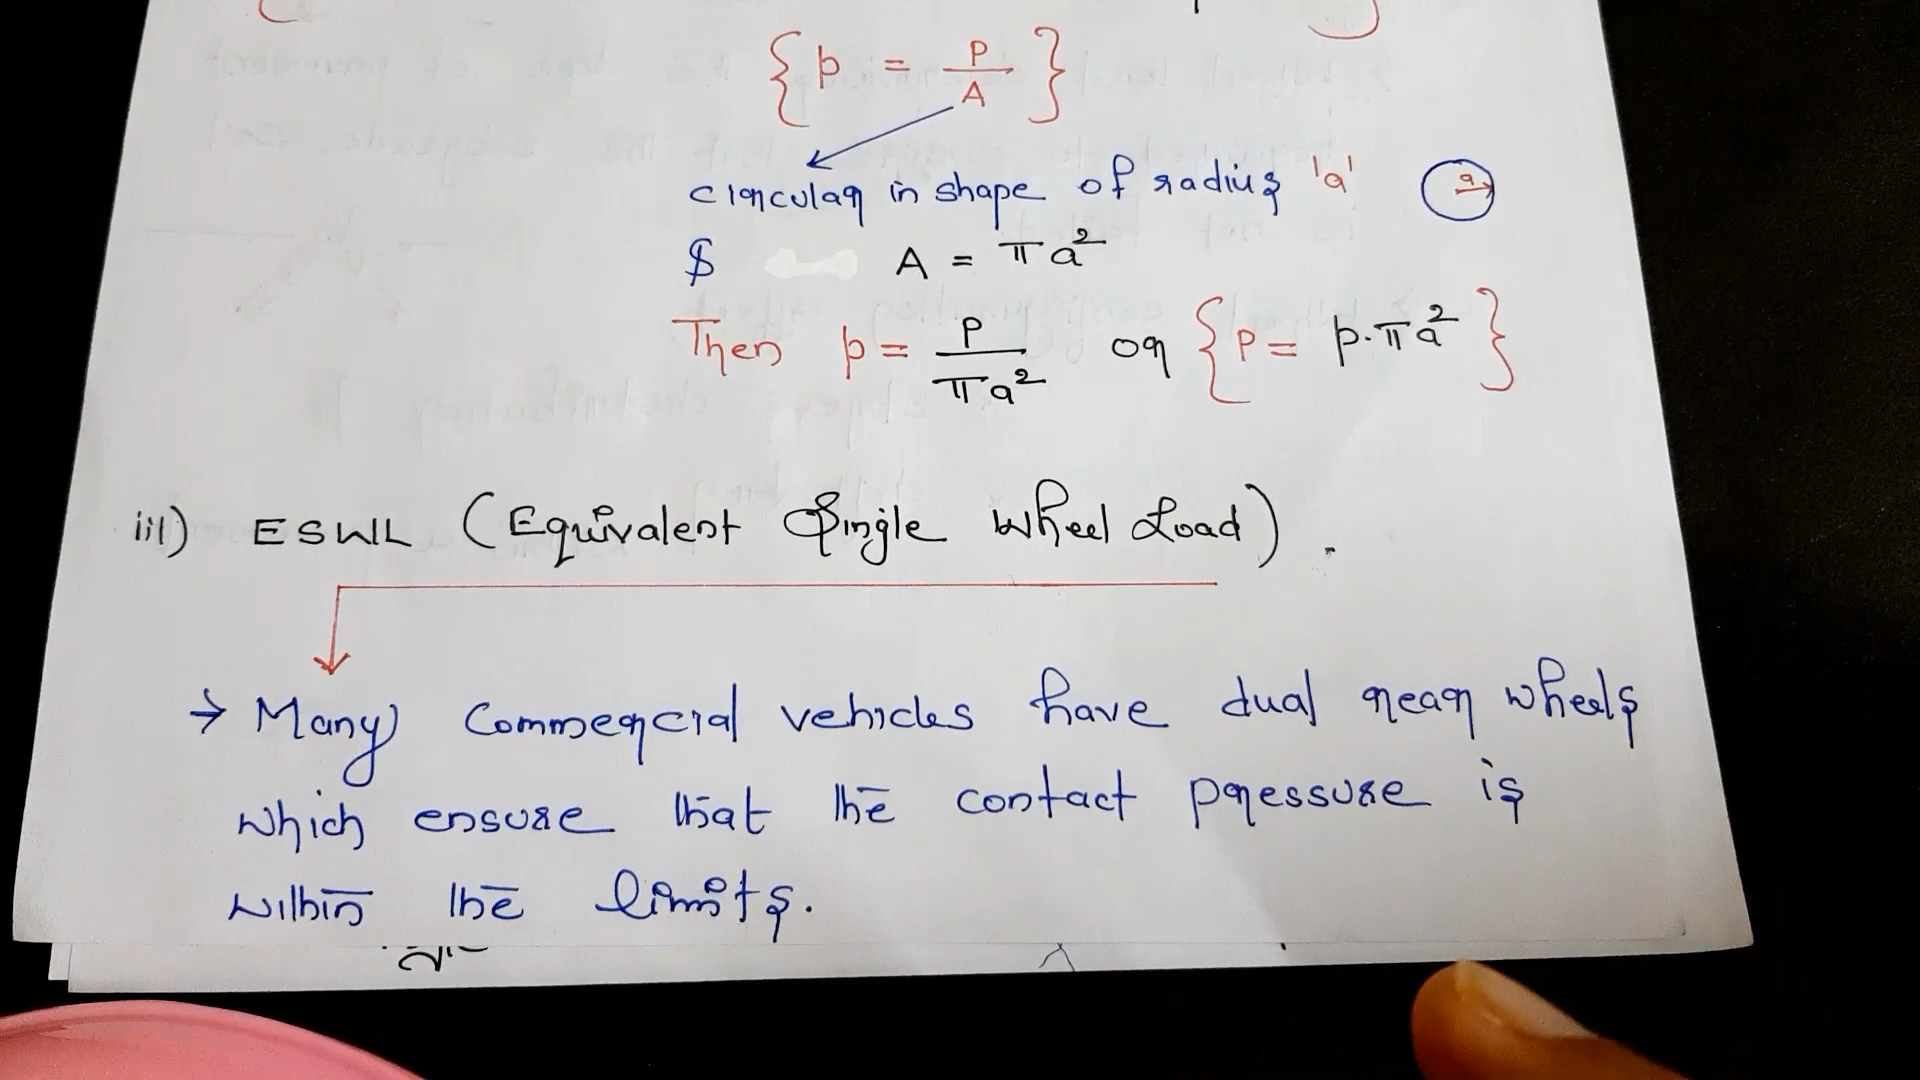 { p = P / A }
circular in shape of radius 'a' a
$ A = πa²
Then p = P / πa² or { P = p.πa² }
iii) ESWL (Equivalent Single Wheel Load).
→ Many commercial vehicles have dual rear wheels
which ensure that the contact pressure is
within the limits.